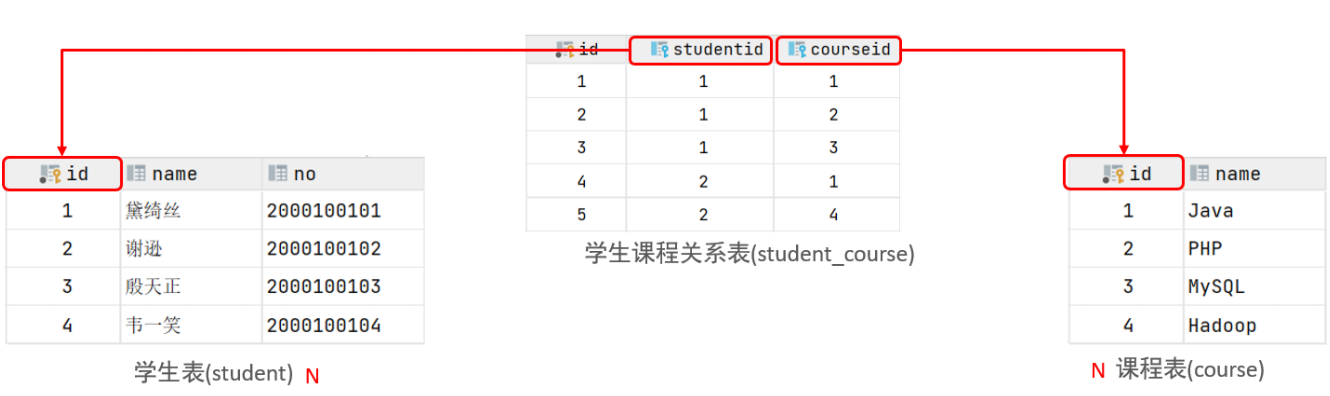 id studentid courseid
1 1 1
2 1 2
3 1 3
4 2 1
5 2 4
学生课程关系表(student_course)
id name no
1 黛绮丝 2000100101
2 谢逊 2000100102
3 殷天正 2000100103
4 韦一笑 2000100104
学生表(student) N
id name
1 Java
2 PHP
3 MySQL
4 Hadoop
N 课程表(course)